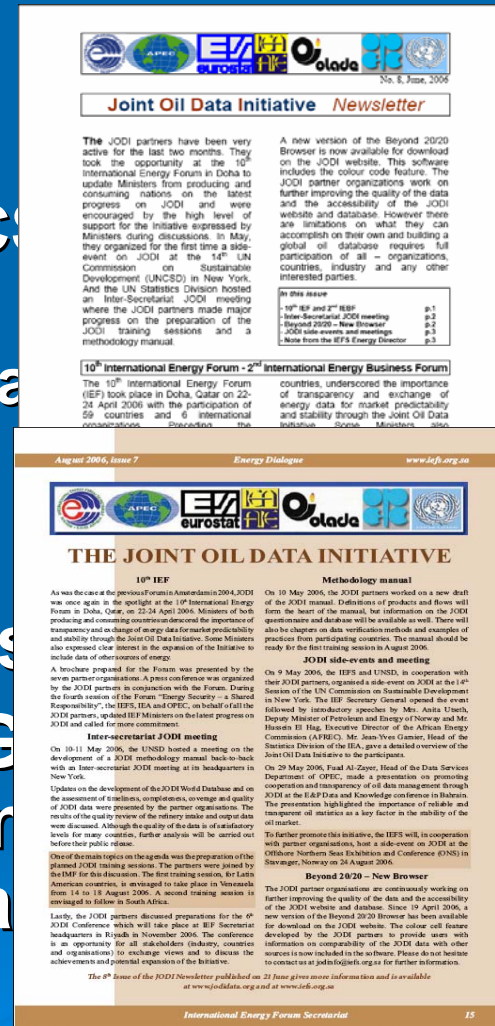 APEC
eurostat
olade
No. 8, June, 2006
Joint Oil Data Initiative Newsletter
The JODI partners have been very
active for the last two months. They
took the opportunity at the 10th
International Energy Forum in Doha to
update Ministers from producing and
consuming nations on the latest
progress on JODI and were
encouraged by the high level of
support for the Initiative expressed by
Ministers during discussions. In May,
they organized for the first time a side-
event on JODI at the 14th UN
Commission on Sustainable
Development (UNCSD) in New York.
And the UN Statistics Division hosted
an Inter-Secretariat JODI meeting
where the JODI partners made major
progress on the preparation of the
JODI training sessions and a
methodology manual.
A new version of the Beyond 20/20
Browser is now available for download
on the JODI website. This software
includes the colour code feature. The
JODI partner organizations work on
further improving the quality of the data
and the accessibility of the JODI
website and database. However there
are limitations on what they can
accomplish on their own and building a
global oil database requires full
participation of all – organizations,
countries, industry and any other
interested parties.
In this issue
- 10th IEF and 2nd IEBF p.1
- Inter-Secretariat JODI meeting p.2
- Beyond 20/20 – New Browser p.2
- JODI side-events and meetings p.3
- Note from the IEFS Energy Director p.3
10th International Energy Forum - 2nd International Energy Business Forum
The 10th International Energy Forum
(IEF) took place in Doha, Qatar on 22-
24 April 2006 with the participation of
59 countries and 6 international
organizations. Preceding the
countries, underscored the importance
of transparency and exchange of
energy data for market predictability
and stability through the Joint Oil Data
Initiative. Some Ministers also
August 2006, issue 7 Energy Dialogue www.iefs.org.sa
APEC
eurostat
olade
THE JOINT OIL DATA INITIATIVE
10th IEF
As was the case at the previous Forum in Amsterdam in 2004, JODI
was once again in the spotlight at the 10th International Energy
Forum in Doha, Qatar, on 22-24 April 2006. Ministers of both
producing and consuming countries underscored the importance of
transparency and exchange of energy data for market predictability
and stability through the Joint Oil Data Initiative. Some Ministers
also expressed clear interest in the expansion of the Initiative to
include data of other sources of energy.
A brochure prepared for the Forum was presented by the
seven partner organisations. A press conference was organized
by the JODI partners in conjunction with the Forum. During
the fourth session of the Forum "Energy Security – a Shared
Responsibility", the IEFS, IEA and OPEC, on behalf of all the
JODI partners, updated IEF Ministers on the latest progress on
JODI and called for more commitment.
Inter-secretariat JODI meeting
On 10-11 May 2006, the UNSD hosted a meeting on the
development of a JODI methodology manual back-to-back
with an Inter-secretariat JODI meeting at its headquarters in
New York.
Updates on the development of the JODI World Database and on
the assessment of timeliness, completeness, coverage and quality
of JODI data were presented by the partner organisations. The
results of the quality review of the refinery intake and output data
were discussed. Although the quality of the data is of satisfactory
levels for many countries, further analysis will be carried out
before their public release.
One of the main topics on the agenda was the preparation of the
planned JODI training sessions. The partners were joined by
the IMF for this discussion. The first training session, for Latin
American countries, is envisaged to take place in Venezuela
from 14 to 18 August 2006. A second training session is
envisaged to follow in South Africa.
Lastly, the JODI partners discussed preparations for the 6th
JODI Conference which will take place at IEF Secretariat
headquarters in Riyadh in November 2006. The conference
is an opportunity for all stakeholders (industry, countries
and organisations) to exchange views and to discuss the
achievements and potential expansion of the Initiative.
Methodology manual
On 10 May 2006, the JODI partners worked on a new draft
of the JODI manual. Definitions of products and flows will
form the heart of the manual, but information on the JODI
questionnaire and database will be available as well. There will
also be chapters on data verification methods and examples of
practices from participating countries. The manual should be
ready for the first training session in August 2006.
JODI side-events and meeting
On 9 May 2006, the IEFS and UNSD, in cooperation with
their JODI partners, organised a side-event on JODI at the 14th
Session of the UN Commission on Sustainable Development
in New York. The IEF Secretary General opened the event
followed by introductory speeches by Mrs. Anita Utseth,
Deputy Minister of Petroleum and Energy of Norway and Mr.
Hussein El Hag, Executive Director of the African Energy
Commission (AFREC). Mr. Jean-Yves Garnier, Head of the
Statistics Division of the IEA, gave a detailed overview of the
Joint Oil Data Initiative to the participants.
On 29 May 2006, Fuad Al-Zayer, Head of the Data Services
Department of OPEC, made a presentation on promoting
cooperation and transparency of oil data management through
JODI at the E&P Data and Knowledge conference in Bahrain.
The presentation highlighted the importance of reliable and
transparent oil statistics as a key factor in the stability of the
oil market.
To further promote this initiative, the IEFS will, in cooperation
with partner organisations, host a side-event on JODI at the
Offshore Northern Seas Exhibition and Conference (ONS) in
Stavanger, Norway on 24 August 2006.
Beyond 20/20 – New Browser
The JODI partner organisations are continuously working on
further improving the quality of the data and the accessibility
of the JODI website and database. Since 19 April 2006, a
new version of the Beyond 20/20 Browser has been available
for download on the JODI website. The colour cell feature
developed by the JODI partners to provide users with
information on comparability of the JODI data with other
sources is now included in the software. Please do not hesitate
to contact us at jodinfo@iefs.org.sa for further information.
The 8th Issue of the JODI Newsletter published on 21 June gives more information and is available
at www.jodidata.org and at www.iefs.org.sa
International Energy Forum Secretariat 15